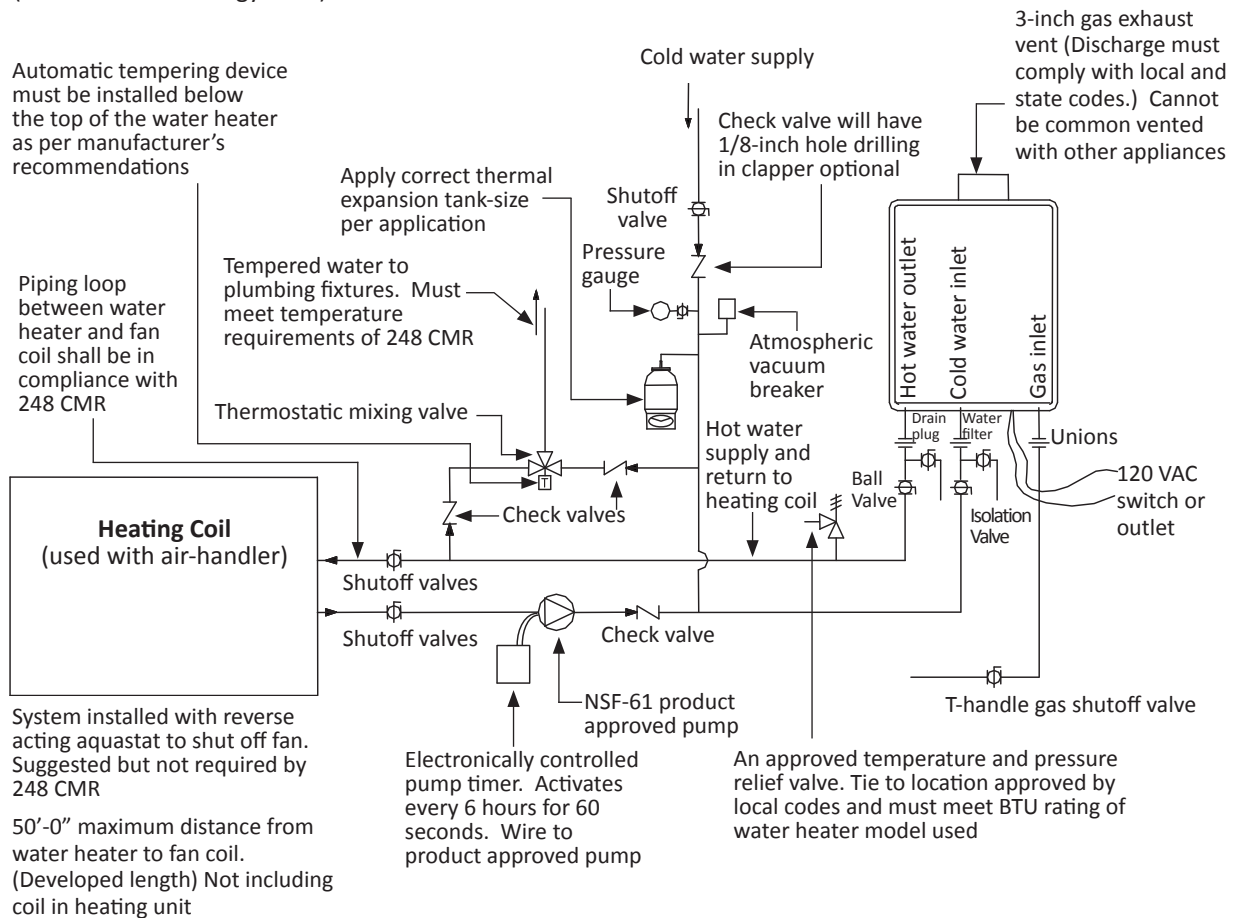 3-inch gas exhaust
vent (Discharge must
comply with local and
state codes.) Cannot
be common vented
with other appliances
Cold water supply
Automatic tempering device
must be installed below
the top of the water heater
as per manufacturer's
recommendations
Check valve will have
1/8-inch hole drilling
in clapper optional
Apply correct thermal
expansion tank-size
per application
Shutoff
valve
Pressure
gauge
Tempered water to
plumbing fixtures. Must
meet temperature
requirements of 248 CMR
Piping loop
between water
heater and fan
coil shall be in
compliance with
248 CMR
Atmospheric
vacuum
breaker
Hot water outlet
Cold water inlet
Gas inlet
Thermostatic mixing valve
Drain
plug
Water
filter
Unions
Hot water
supply and
return to
heating coil
Ball
Valve
Isolation
Valve
120 VAC
switch or
outlet
T
Check valves
Heating Coil
(used with air-handler)
Shutoff valves
Shutoff valves
Check valve
NSF-61 product
approved pump
T-handle gas shutoff valve
System installed with reverse
acting aquastat to shut off fan.
Suggested but not required by
248 CMR
Electronically controlled
pump timer. Activates
every 6 hours for 60
seconds. Wire to
product approved pump
An approved temperature and pressure
relief valve. Tie to location approved by
local codes and must meet BTU rating of
water heater model used
50'-0" maximum distance from
water heater to fan coil.
(Developed length) Not including
coil in heating unit